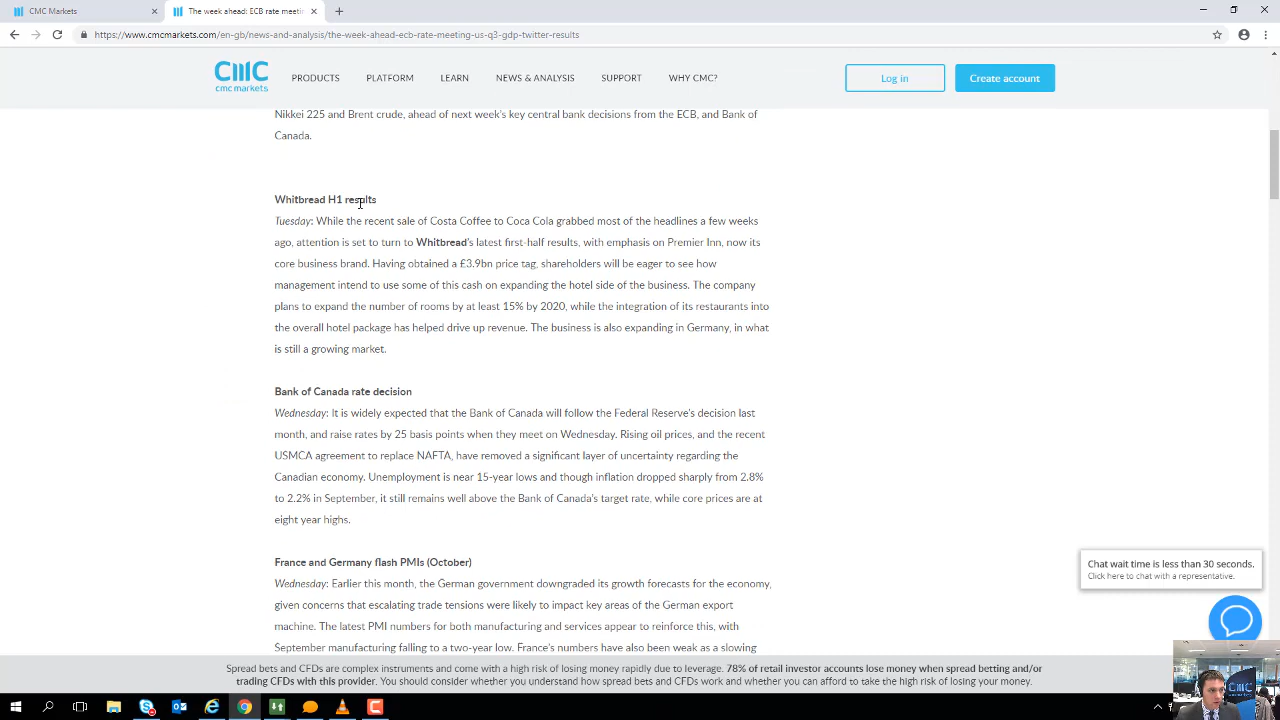 CMC Markets
The week ahead: ECB rate meetin
https://www.cmcmarkets.com/en-gb/news-and-analysis/the-week-ahead-ecb-rate-meeting-us-q3-gdp-twitter-results
cmc markets
PRODUCTS PLATFORM LEARN NEWS & ANALYSIS SUPPORT WHY CMC? Log in Create account
Nikkei 225 and Brent crude, ahead of next week's key central bank decisions from the ECB, and Bank of
Canada.
Whitbread H1 results
Tuesday: While the recent sale of Costa Coffee to Coca Cola grabbed most of the headlines a few weeks
ago, attention is set to turn to Whitbread's latest first-half results, with emphasis on Premier Inn, now its
core business brand. Having obtained a £3.9bn price tag, shareholders will be eager to see how
management intend to use some of this cash on expanding the hotel side of the business. The company
plans to expand the number of rooms by at least 15% by 2020, while the integration of its restaurants into
the overall hotel package has helped drive up revenue. The business is also expanding in Germany, in what
is still a growing market.
Bank of Canada rate decision
Wednesday: It is widely expected that the Bank of Canada will follow the Federal Reserve's decision last
month, and raise rates by 25 basis points when they meet on Wednesday. Rising oil prices, and the recent
USMCA agreement to replace NAFTA, have removed a significant layer of uncertainty regarding the
Canadian economy. Unemployment is near 15-year lows and though inflation dropped sharply from 2.8%
to 2.2% in September, it still remains well above the Bank of Canada's target rate, while core prices are at
eight year highs.
France and Germany flash PMIs (October)
Wednesday: Earlier this month, the German government downgraded its growth forecasts for the economy,
given concerns that escalating trade tensions were likely to impact key areas of the German export
machine. The latest PMI numbers for both manufacturing and services appear to reinforce this, with
September manufacturing falling to a two-year low. France's numbers have also been weak as a slowing
Chat wait time is less than 30 seconds.
Click here to chat with a representative.
Spread bets and CFDs are complex instruments and come with a high risk of losing money rapidly due to leverage. 78% of retail investor accounts lose money when spread betting and/or
trading CFDs with this provider. You should consider whether you understand how spread bets and CFDs work and whether you can afford to take the high risk of losing your money.